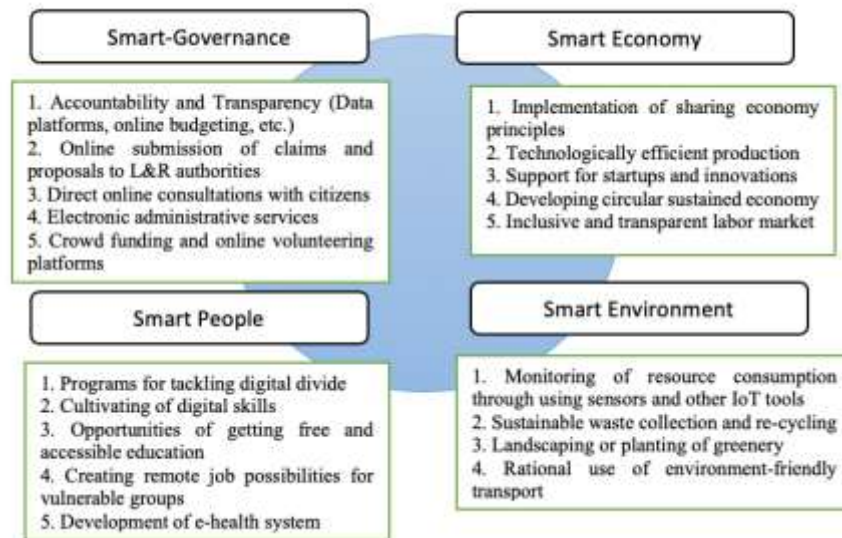 Smart-Governance
1. Accountability and Transparency (Data
platforms, online budgeting, etc.)
2. Online submission of claims and
proposals to L&R authorities
3. Direct online consultations with citizens
4. Electronic administrative services
5. Crowd funding and online volunteering
platforms
Smart Economy
1. Implementation of sharing economy
principles
2. Technologically efficient production
3. Support for startups and innovations
4. Developing circular sustained economy
5. Inclusive and transparent labor market
Smart People
1. Programs for tackling digital divide
2. Cultivating of digital skills
3. Opportunities of getting free and
accessible education
4. Creating remote job possibilities for
vulnerable groups
5. Development of e-health system
Smart Environment
1. Monitoring of resource consumption
through using sensors and other IoT tools
2. Sustainable waste collection and re-cycling
3. Landscaping or planting of greenery
4. Rational use of environment-friendly
transport